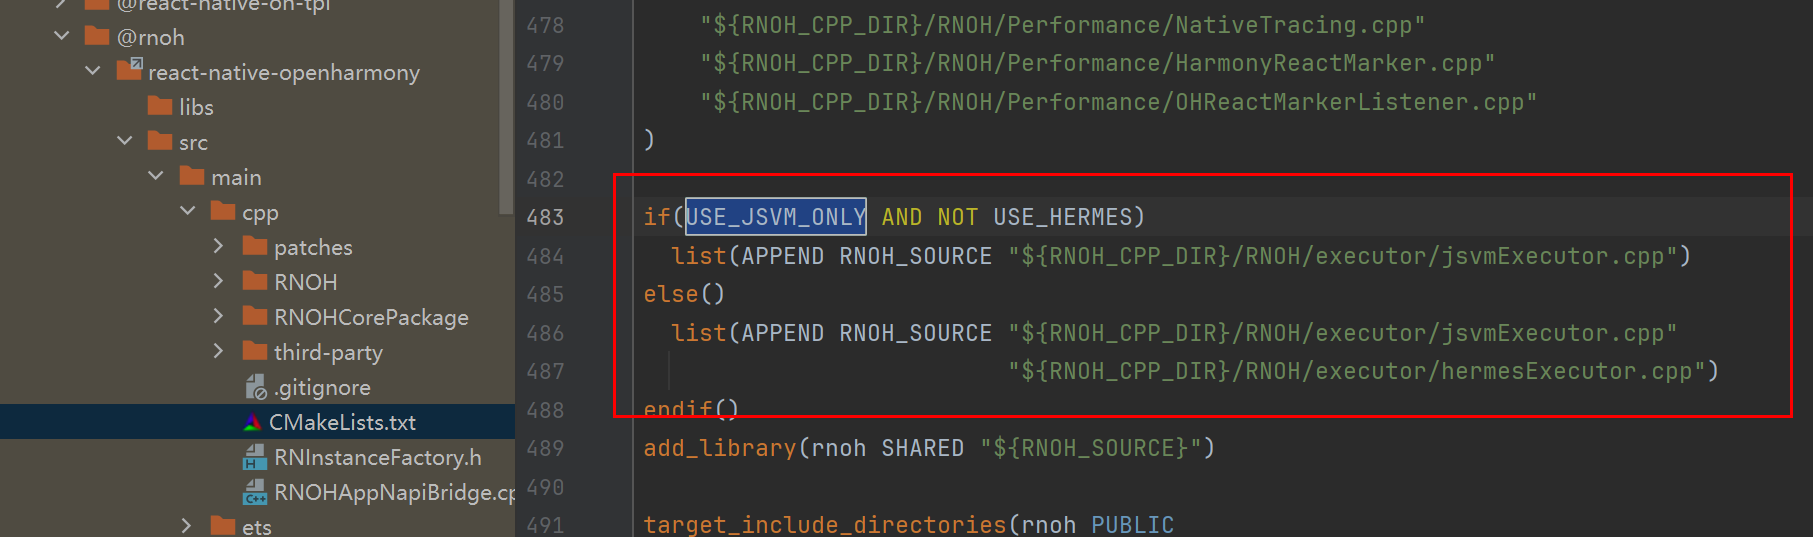 @react-native-oh-tpl
@rnoh
react-native-openharmony
libs
src
main
cpp
patches
RNOH
RNOHCorePackage
third-party
.gitignore
CMakeLists.txt
RNInstanceFactory.h
RNOHAppNapiBridge.cp
ets
478 "${RNOH_CPP_DIR}/RNOH/Performance/NativeTracing.cpp"
479 "${RNOH_CPP_DIR}/RNOH/Performance/HarmonyReactMarker.cpp"
480 "${RNOH_CPP_DIR}/RNOH/Performance/OHReactMarkerListener.cpp"
481 )
482
483 if(USE_JSVM_ONLY AND NOT USE_HERMES)
484 list(APPEND RNOH_SOURCE "${RNOH_CPP_DIR}/RNOH/executor/jsvmExecutor.cpp")
485 else()
486 list(APPEND RNOH_SOURCE "${RNOH_CPP_DIR}/RNOH/executor/jsvmExecutor.cpp"
487 "${RNOH_CPP_DIR}/RNOH/executor/hermesExecutor.cpp")
488 endif()
489 add_library(rnoh SHARED "${RNOH_SOURCE}")
490
491 target_include_directories(rnoh PUBLIC